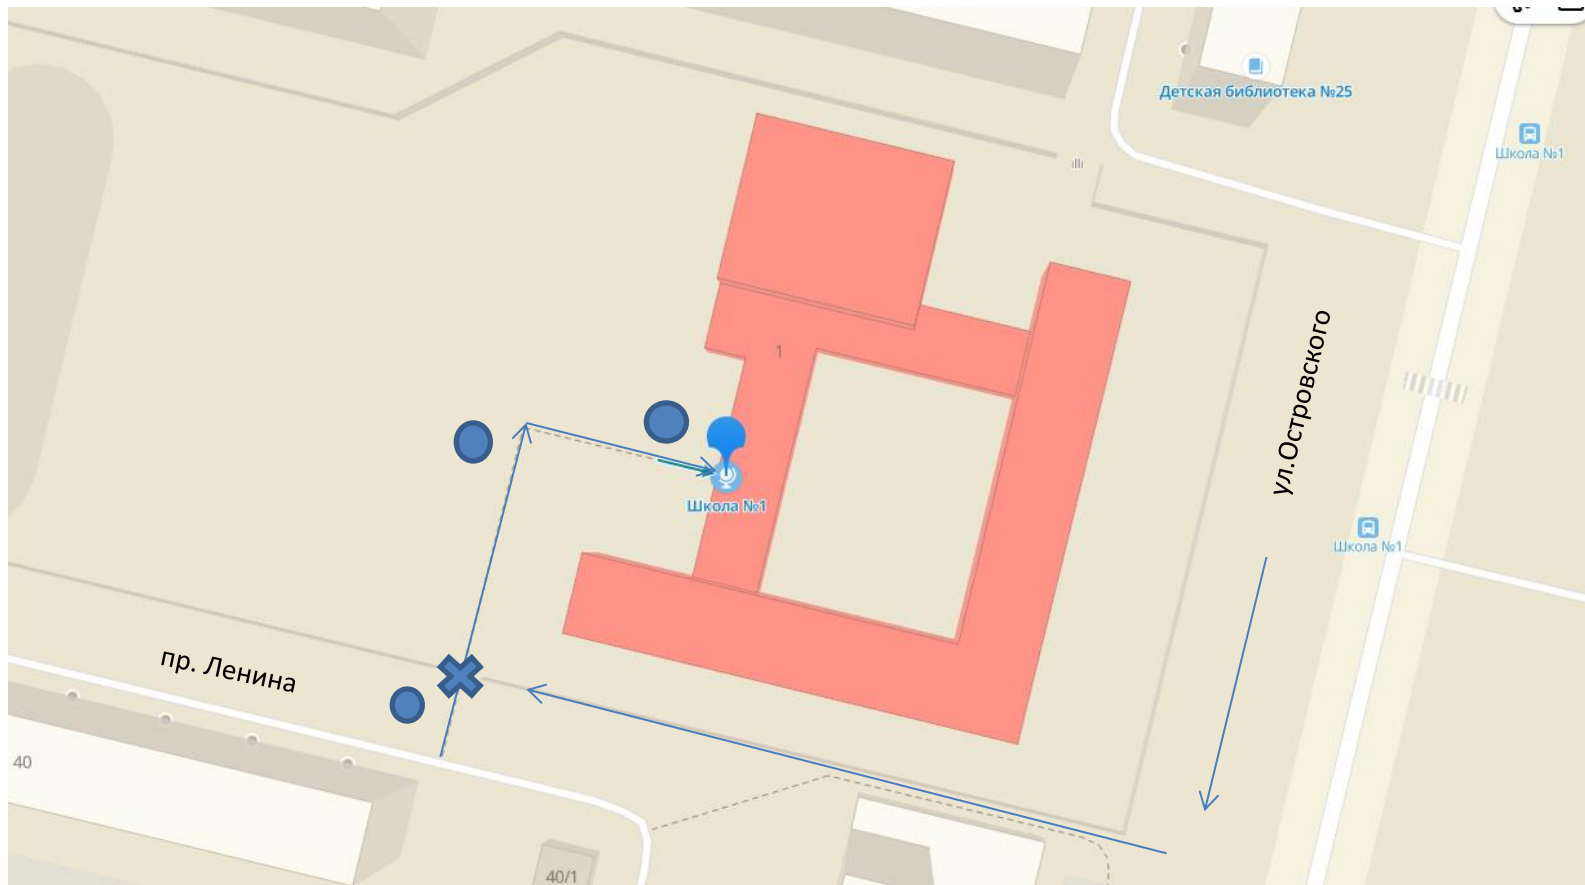 Детская библиотека №25
Школа №1
1
ул.Островского
Школа №1
Школа №1
пр. Ленина
40
40/1